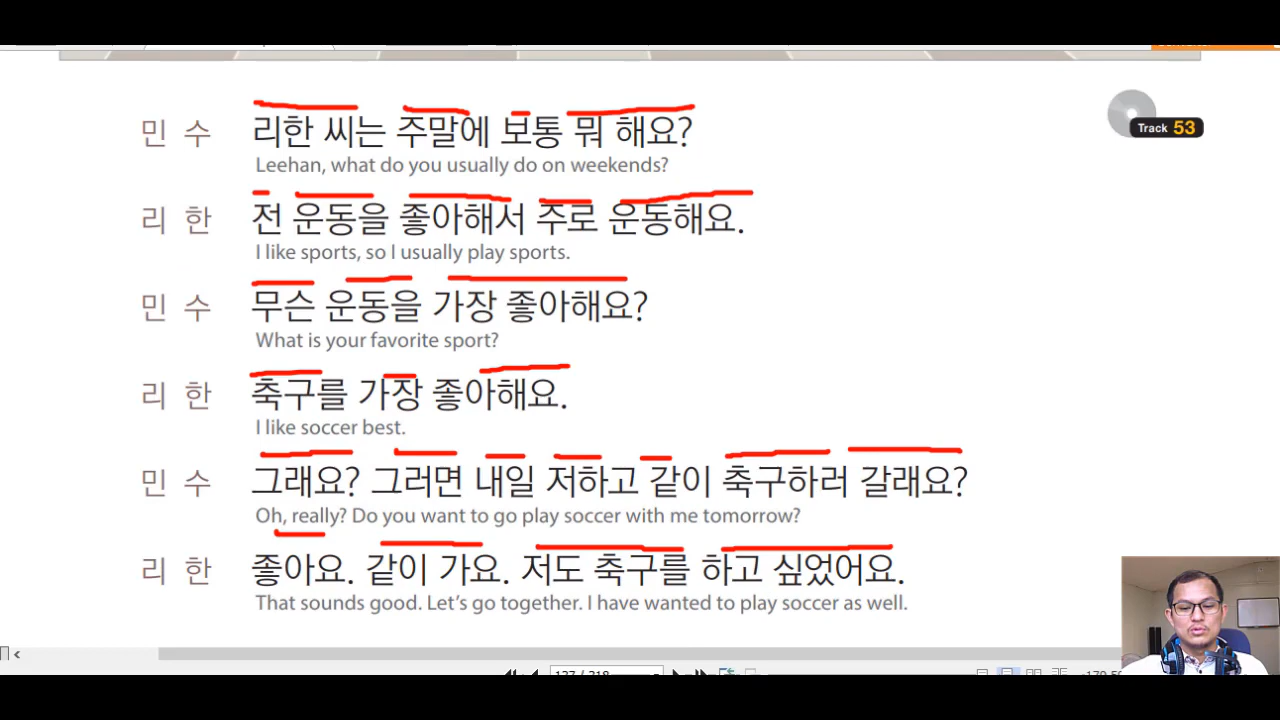 Track 53
민 수 리한 씨는 주말에 보통 뭐 해요?
Leehan, what do you usually do on weekends?
리 한 전 운동을 좋아해서 주로 운동해요.
I like sports, so I usually play sports.
민 수 무슨 운동을 가장 좋아해요?
What is your favorite sport?
리 한 축구를 가장 좋아해요.
I like soccer best.
민 수 그래요? 그러면 내일 저하고 같이 축구하러 갈래요?
Oh, really? Do you want to go play soccer with me tomorrow?
리 한 좋아요. 같이 가요. 저도 축구를 하고 싶었어요.
That sounds good. Let's go together. I have wanted to play soccer as well.
137 / 318